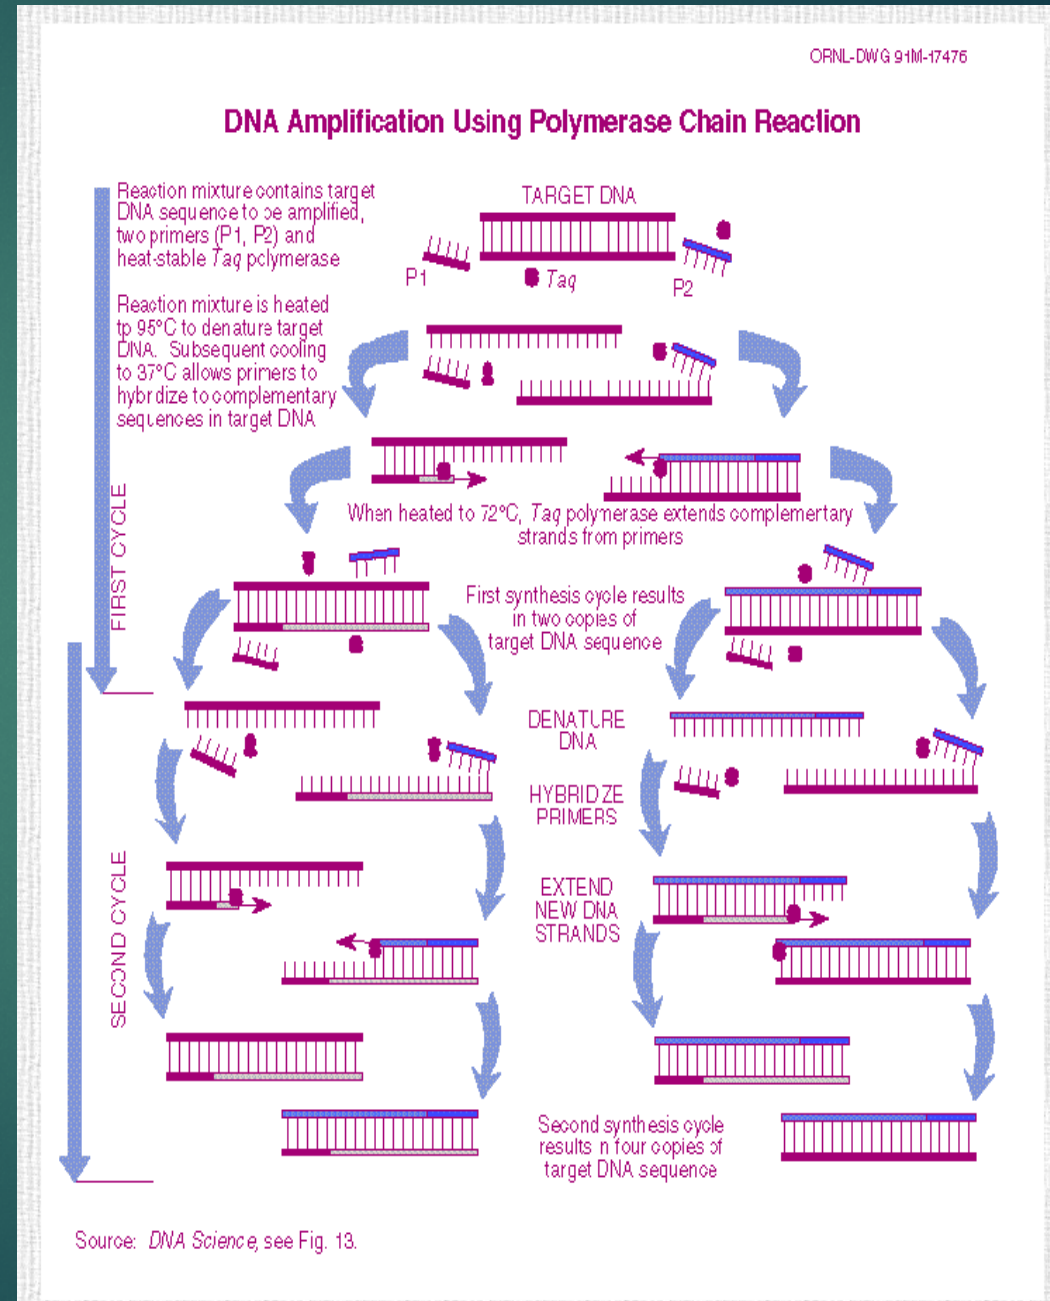 ORNL-DWG 91M-17476
DNA Amplification Using Polymerase Chain Reaction
Reaction mixture contains target
DNA sequence to be amplified,
two primers (P1, P2) and
heat-stable Taq polymerase
TARGET DNA
P1
Taq
P2
Reaction mixture is heated
tp 95°C to denature target
DNA. Subsequent cooling
to 37°C allows primers to
hybr dize to complementary
sequences in target DNA
When heated to 72°C, Taq polymerase extends complementary
strands from primers
FIRST CYCLE
First synthesis cycle results
in two copies of
target DNA sequence
DENATURE
DNA
HYBRIDZE
PRIMERS
EXTEND
NEW DNA
STRANDS
SECOND CYCLE
Second synthesis cycle
results n four copies of
target DNA sequence
Source: DNA Science, see Fig. 13.